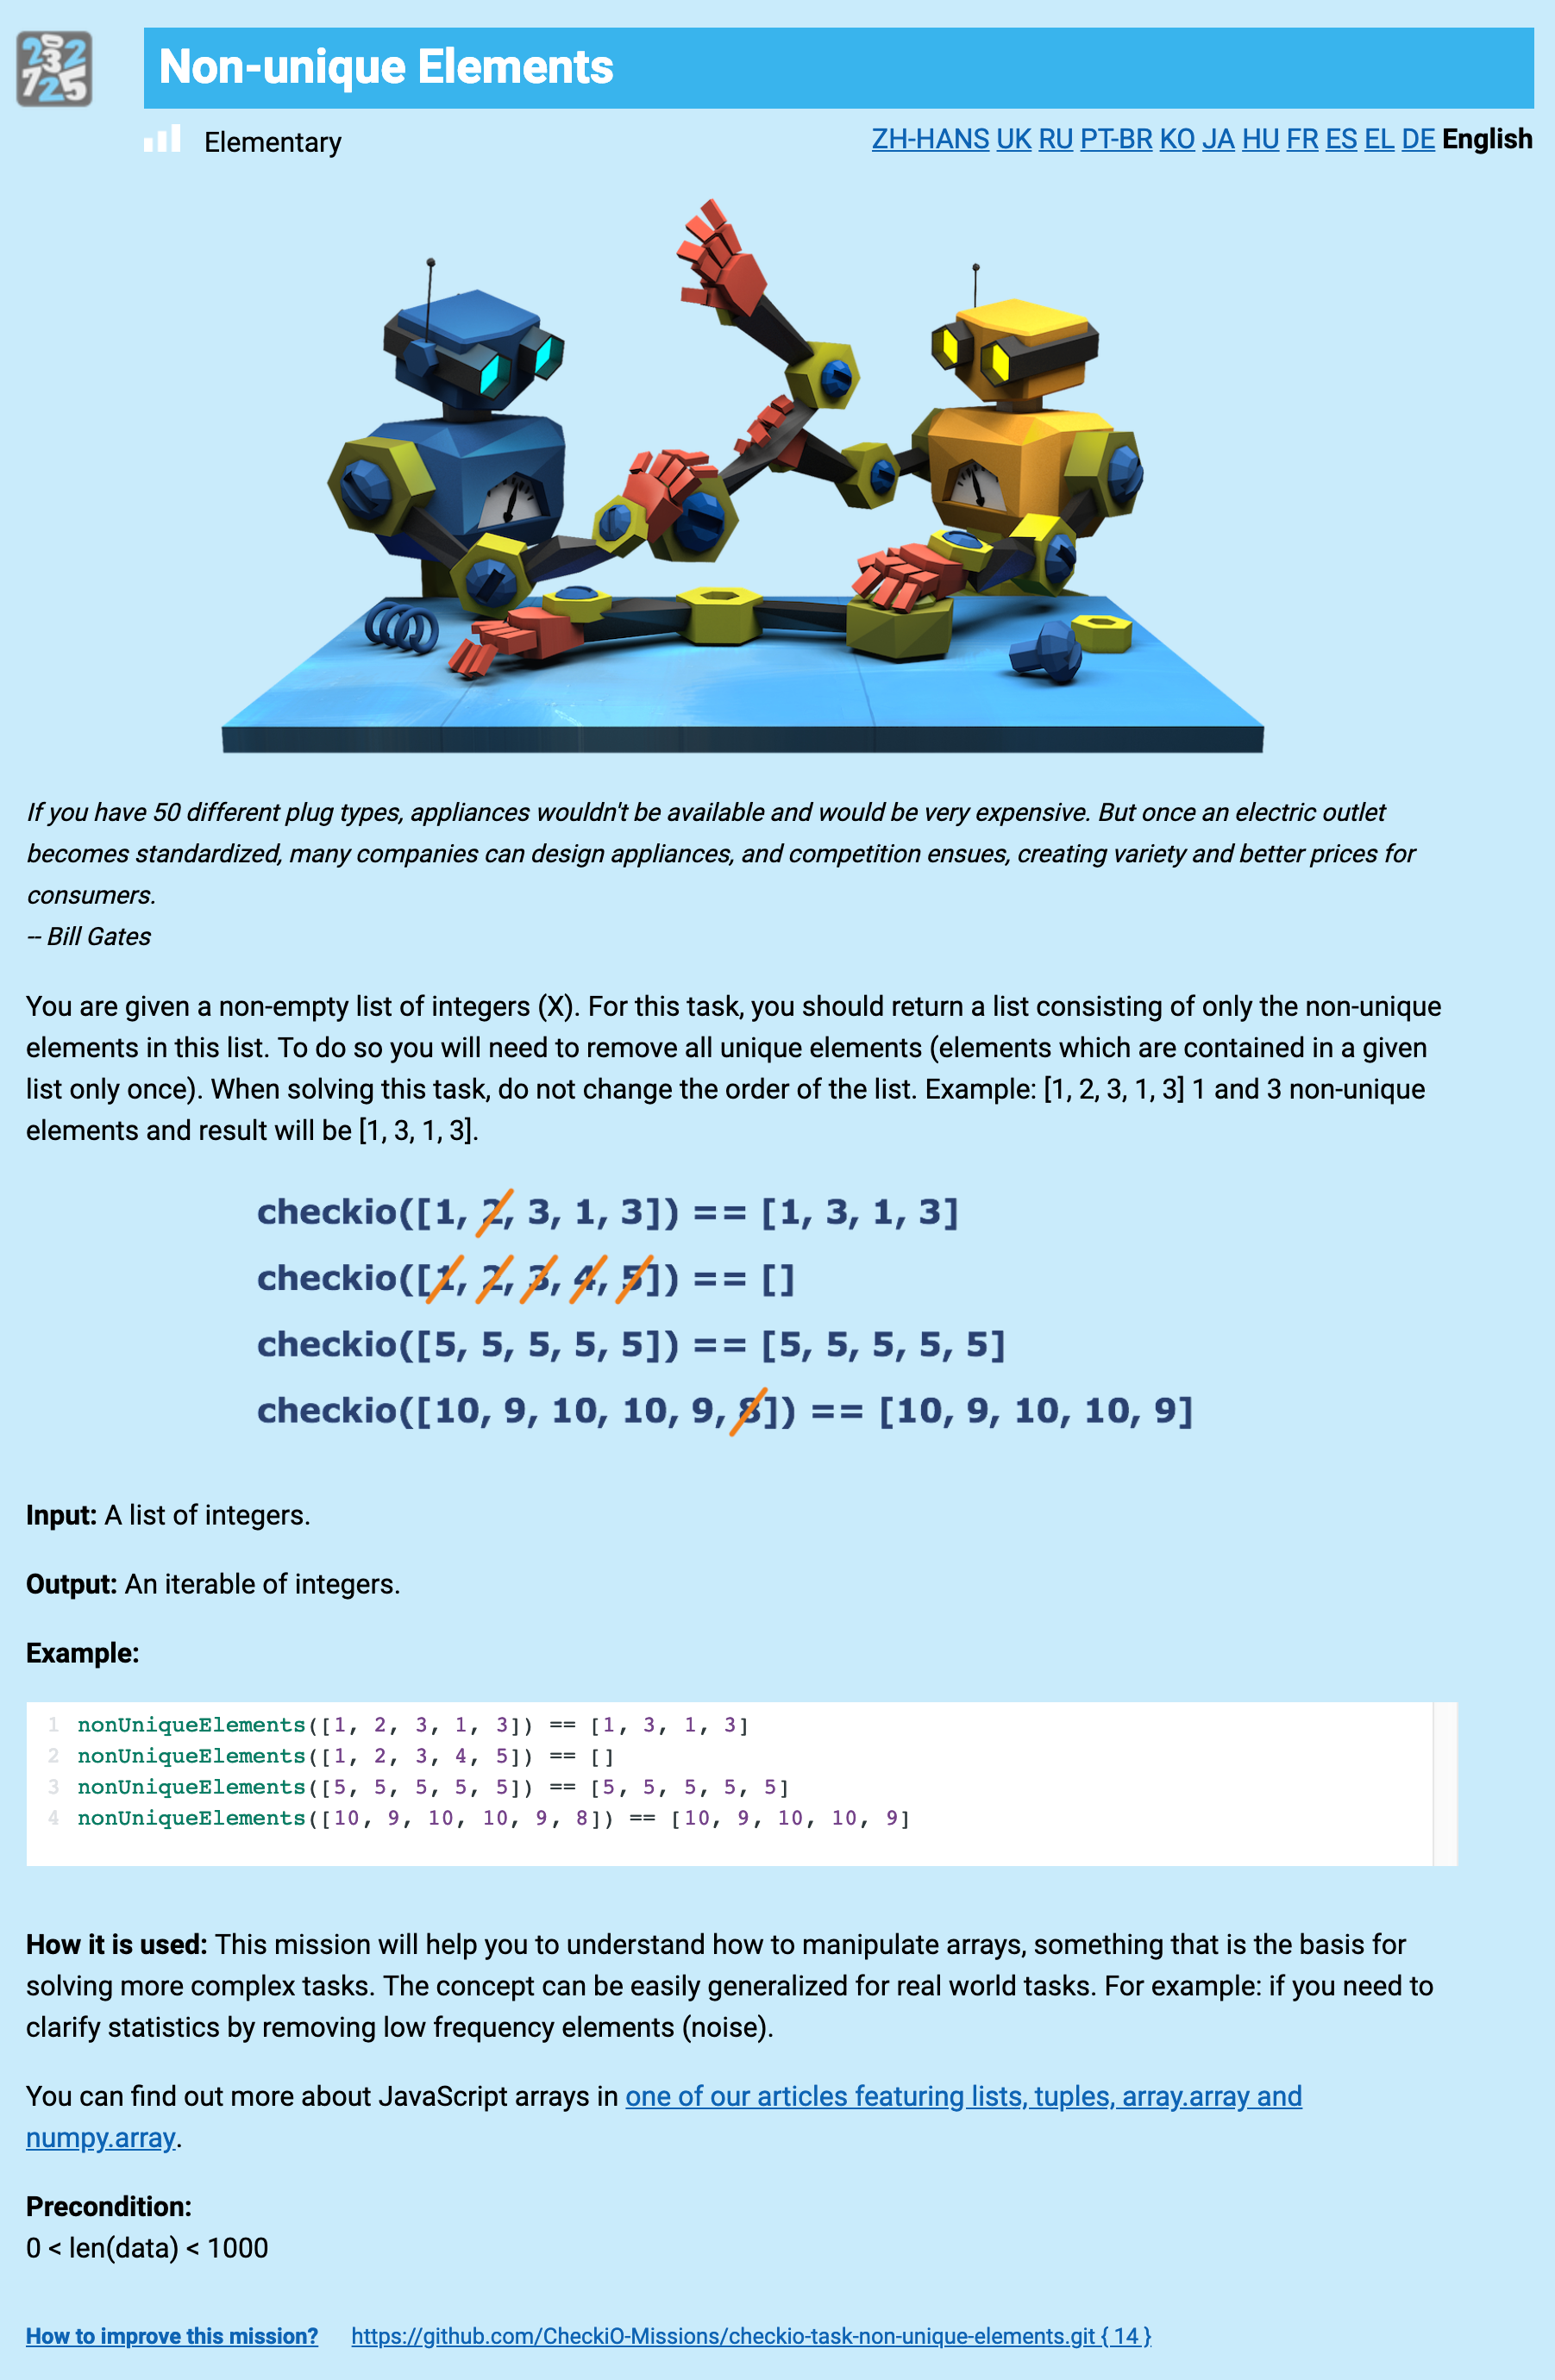 Non-unique Elements
Elementary
ZH-HANS UK RU PT-BR KO JA HU FR ES EL DE English
If you have 50 different plug types, appliances wouldn't be available and would be very expensive. But once an electric outlet
becomes standardized, many companies can design appliances, and competition ensues, creating variety and better prices for
consumers.
-- Bill Gates
You are given a non-empty list of integers (X). For this task, you should return a list consisting of only the non-unique
elements in this list. To do so you will need to remove all unique elements (elements which are contained in a given
list only once). When solving this task, do not change the order of the list. Example: [1, 2, 3, 1, 3] 1 and 3 non-unique
elements and result will be [1, 3, 1, 3].
checkio([1, 2, 3, 1, 3]) == [1, 3, 1, 3]
checkio([1, 2, 3, 4, 5]) == []
checkio([5, 5, 5, 5, 5]) == [5, 5, 5, 5, 5]
checkio([10, 9, 10, 10, 9, 8]) == [10, 9, 10, 10, 9]
Input: A list of integers.
Output: An iterable of integers.
Example:
1 nonUniqueElements([1, 2, 3, 1, 3]) == [1, 3, 1, 3]
2 nonUniqueElements([1, 2, 3, 4, 5]) == []
3 nonUniqueElements([5, 5, 5, 5, 5]) == [5, 5, 5, 5, 5]
4 nonUniqueElements([10, 9, 10, 10, 9, 8]) == [10, 9, 10, 10, 9]
How it is used: This mission will help you to understand how to manipulate arrays, something that is the basis for
solving more complex tasks. The concept can be easily generalized for real world tasks. For example: if you need to
clarify statistics by removing low frequency elements (noise).
You can find out more about JavaScript arrays in one of our articles featuring lists, tuples, array.array and
numpy.array.
Precondition:
0 < len(data) < 1000
How to improve this mission? https://github.com/CheckiO-Missions/checkio-task-non-unique-elements.git { 14 }